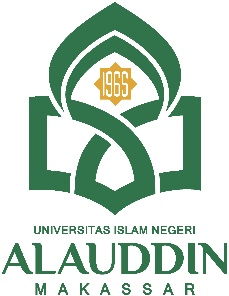 1965
UNIVERSITAS ISLAM NEGERI
ALAUDDIN
MAKASSAR